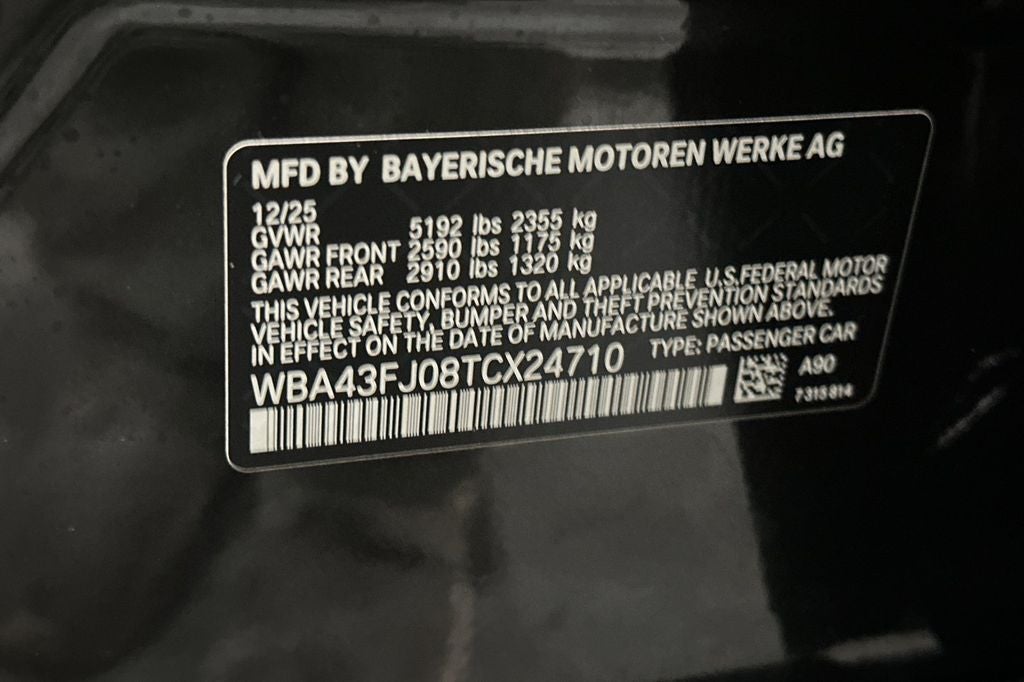 MFD BY BAYERISCHE MOTOREN WERKE AG
12/25
GVWR 5192 lbs 2355 kg
GAWR FRONT 2590 lbs 1175 kg
GAWR REAR 2910 lbs 1320 kg
THIS VEHICLE CONFORMS TO ALL APPLICABLE U.S.FEDERAL MOTOR
VEHICLE SAFETY, BUMPER AND THEFT PREVENTION STANDARDS
IN EFFECT ON THE DATE OF MANUFACTURE SHOWN ABOVE.
WBA43FJ08TCX24710 TYPE: PASSENGER CAR
A90
7318814